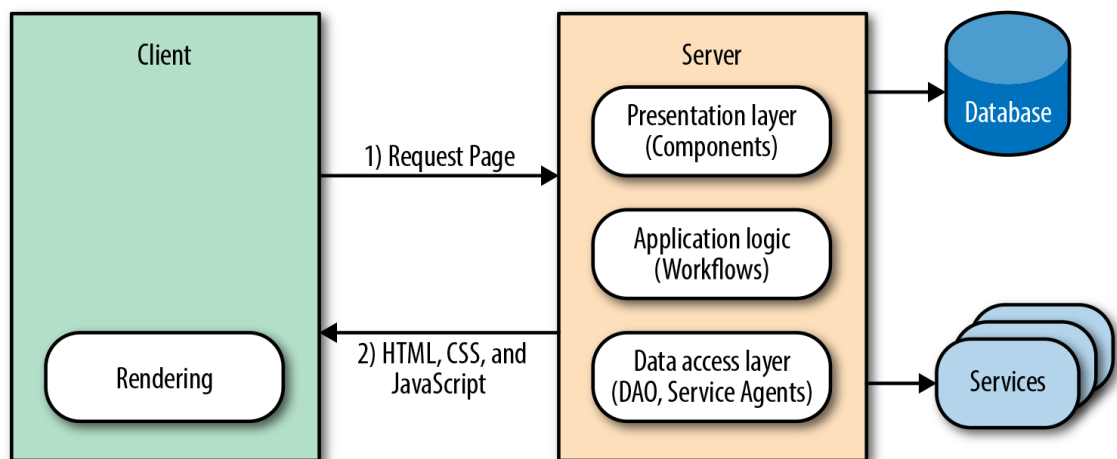 Client
Rendering
1) Request Page
2) HTML, CSS, and
JavaScript
Server
Presentation layer
(Components)
Application logic
(Workflows)
Data access layer
(DAO, Service Agents)
Database
Services